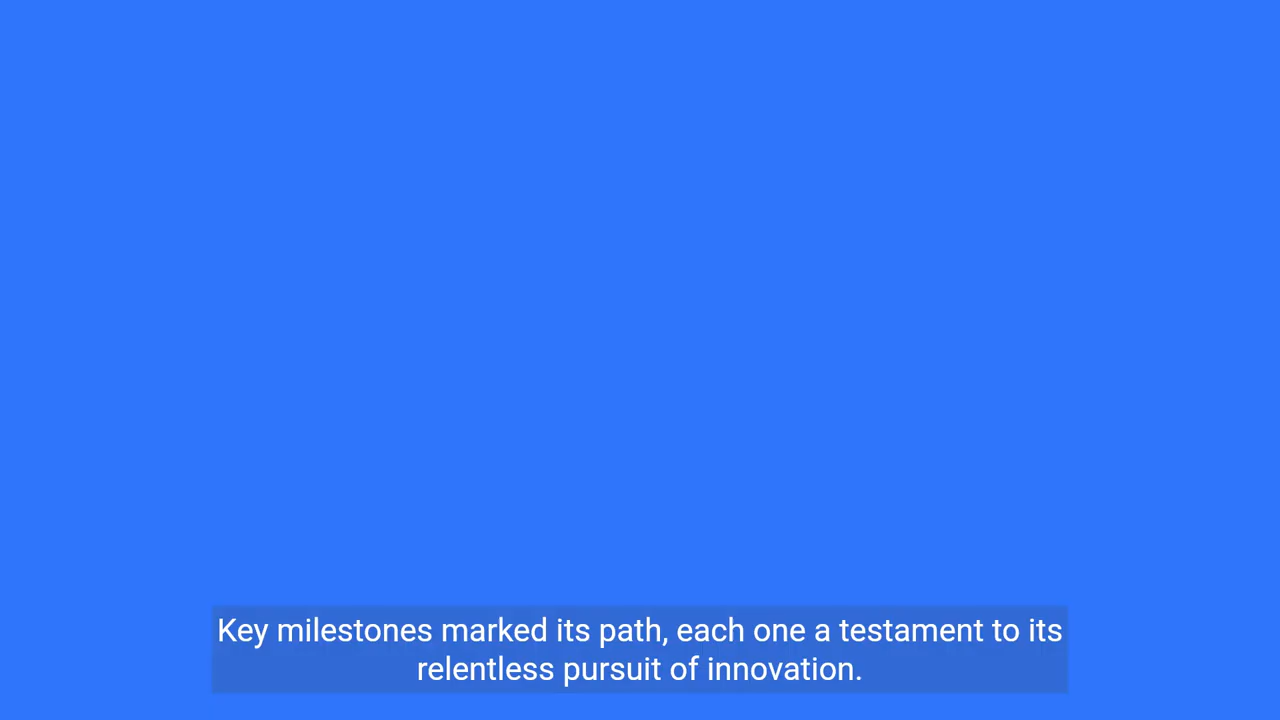 Key milestones marked its path, each one a testament to its
relentless pursuit of innovation.